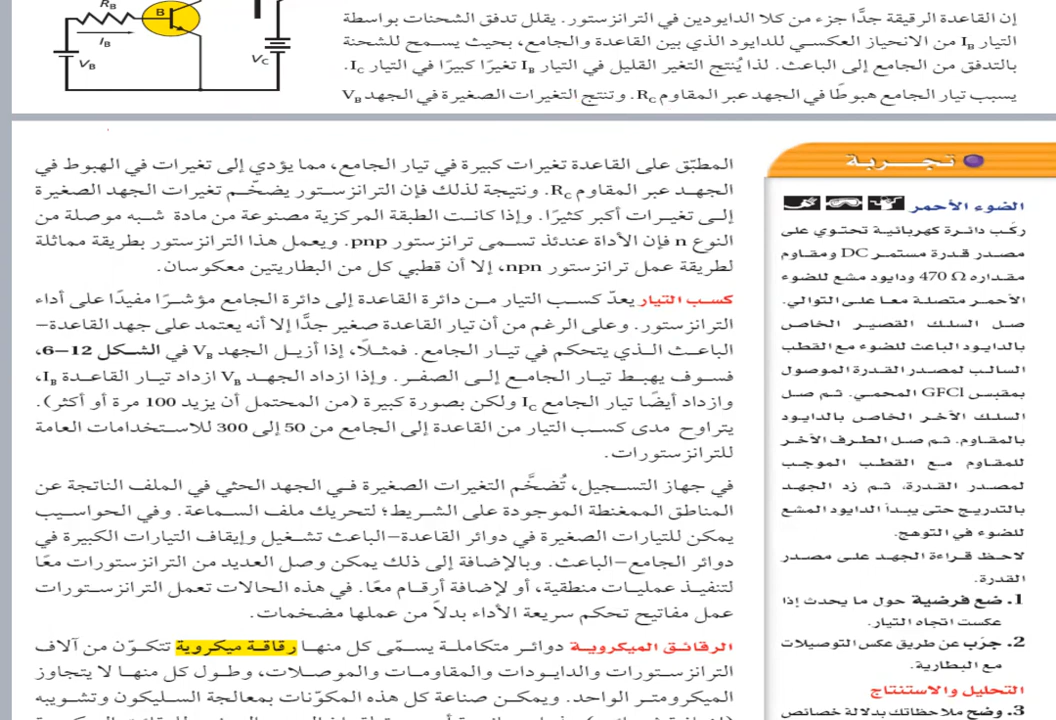 R_B
B
I_B
V_B
V_C
إن القاعدة الرقيقة جدًّا جزء من كلا الدايودين في الترانزستور. يقلل تدفق الشحنات بواسطة
التيار I_B من الانحياز العكسي للدايود الذي بين القاعدة والجامع، بحيث يسمح للشحنة
بالتدفق من الجامع إلى الباعث. لذا يُنتج التغير القليل في التيار I_B تغيرًا كبيرًا في التيار I_C.
يسبب تيار الجامع هبوطًا في الجهد عبر المقاوم R_C. وتنتج التغيرات الصغيرة في الجهد V_B
المطبّق على القاعدة تغيرات كبيرة في تيار الجامع، مما يؤدي إلى تغيرات في الهبوط في
الجهد عبر المقاوم R_C. ونتيجة لذلك فإن الترانزستور يضخّم تغيرات الجهد الصغيرة
إلى تغيرات أكبر كثيرًا. وإذا كانت الطبقة المركزية مصنوعة من مادة شبه موصلة من
النوع n فإن الأداة عندئذ تسمى ترانزستور pnp. ويعمل هذا الترانزستور بطريقة مماثلة
لطريقة عمل ترانزستور npn، إلا أن قطبي كل من البطاريتين معكوسان.
كسب التيار يعدّ كسب التيار من دائرة القاعدة إلى دائرة الجامع مؤشرًا مفيدًا على أداء
الترانزستور. وعلى الرغم من أن تيار القاعدة صغير جدًّا إلا أنه يعتمد على جهد القاعدة–
الباعث الذي يتحكم في تيار الجامع. فمثلًا، إذا أزيل الجهد V_B في الشكل 12–6،
فسوف يهبط تيار الجامع إلى الصفر. وإذا ازداد الجهد V_B ازداد تيار القاعدة I_B،
وازداد أيضًا تيار الجامع I_C ولكن بصورة كبيرة (من المحتمل أن يزيد 100 مرة أو أكثر).
يتراوح مدى كسب التيار من القاعدة إلى الجامع من 50 إلى 300 للاستخدامات العامة
للترانزستورات.
في جهاز التسجيل، تُضخَّم التغيرات الصغيرة في الجهد الحثي في الملف الناتجة عن
المناطق الممغنطة الموجودة على الشريط؛ لتحريك ملف السماعة. وفي الحواسيب
يمكن للتيارات الصغيرة في دوائر القاعدة–الباعث تشغيل وإيقاف التيارات الكبيرة في
دوائر الجامع–الباعث. وبالإضافة إلى ذلك يمكن وصل العديد من الترانزستورات معًا
لتنفيذ عمليات منطقية، أو لإضافة أرقام معًا. في هذه الحالات تعمل الترانزستورات
عمل مفاتيح تحكم سريعة الأداء بدلًا من عملها مضخمات.
الرقائق الميكروية دوائر متكاملة يسمّى كل منها رقاقة ميكروية تتكوّن من آلاف
الترانزستورات والدايودات والمقاومات والموصلات، وطول كل منها لا يتجاوز
الميكرومتر الواحد. ويمكن صناعة كل هذه المكوّنات بمعالجة السليكون وتشويبه
تجربة
الضوء الأحمر
ركّب دائرة كهربائية تحتوي على
مصدر قدرة مستمر DC ومقاوم
مقداره 470 Ω ودايود مشع للضوء
الأحمر متصلة معا على التوالي.
صل السلك القصير الخاص
بالدايود الباعث للضوء مع القطب
السالب لمصدر القدرة الموصول
بمقبس GFCI المحمي. ثم صل
السلك الآخر الخاص بالدايود
بالمقاوم. ثم صل الطرف الآخر
للمقاوم مع القطب الموجب
لمصدر القدرة. ثم زد الجهد
بالتدريج حتى يبدأ الدايود المشع
للضوء في التوهج.
لاحظ قراءة الجهد على مصدر
القدرة.
1. ضع فرضية حول ما يحدث إذا
عكست اتجاه التيار.
2. جرّب عن طريق عكس التوصيلات
مع البطارية.
التحليل والاستنتاج
3. وضح ملاحظاتك بدلالة خصائص